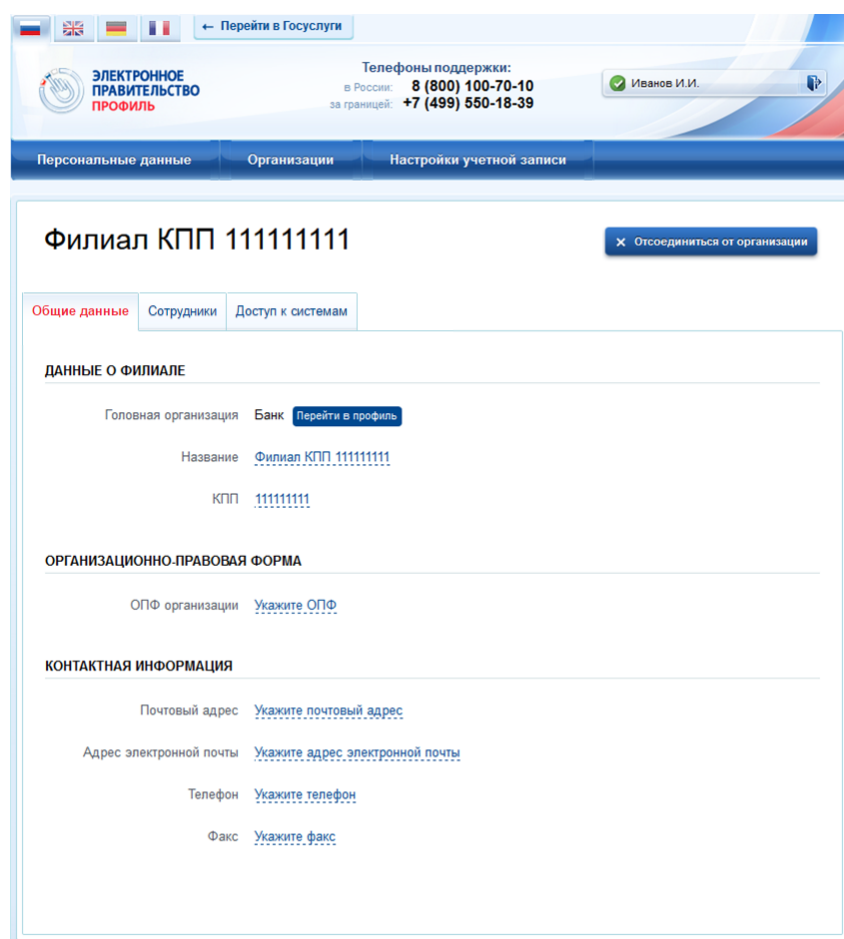 ← Перейти в Госуслуги
ЭЛЕКТРОННОЕ
ПРАВИТЕЛЬСТВО
ПРОФИЛЬ
Телефоны поддержки:
в России: 8 (800) 100-70-10
за границей: +7 (499) 550-18-39
Иванов И.И.
Персональные данные Организации Настройки учетной записи
Филиал КПП 111111111
× Отсоединиться от организации
Общие данные Сотрудники Доступ к системам
ДАННЫЕ О ФИЛИАЛЕ
Головная организация Банк Перейти в профиль
Название Филиал КПП 111111111
КПП 111111111
ОРГАНИЗАЦИОННО-ПРАВОВАЯ ФОРМА
ОПФ организации Укажите ОПФ
КОНТАКТНАЯ ИНФОРМАЦИЯ
Почтовый адрес Укажите почтовый адрес
Адрес электронной почты Укажите адрес электронной почты
Телефон Укажите телефон
Факс Укажите факс